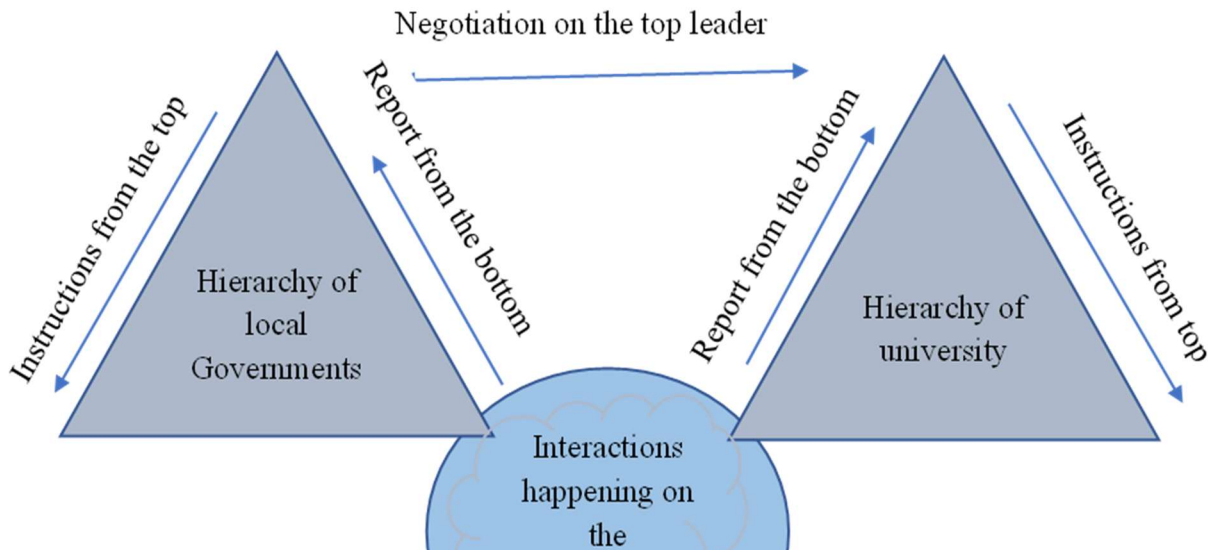 Negotiation on the top leader
Instructions from the top
Report from the bottom
Report from the bottom
Instructions from top
Hierarchy of
local
Governments
Hierarchy of
university
Interactions
happening on
the